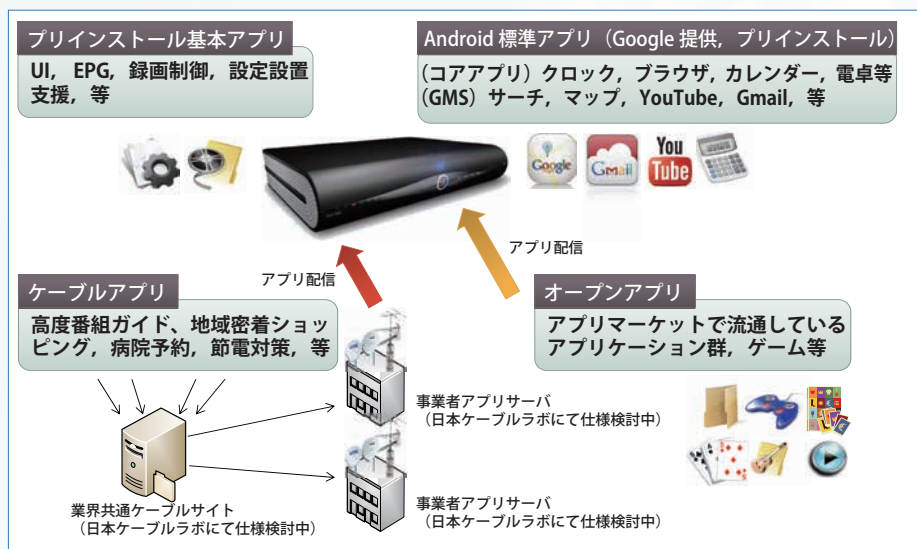 プリインストール基本アプリ
UI, EPG, 録画制御, 設定設置
支援, 等
Android 標準アプリ（Google 提供, プリインストール）
(コアアプリ) クロック, ブラウザ, カレンダー, 電卓等
(GMS) サーチ, マップ, YouTube, Gmail, 等
Google
Gmail
You
Tube
アプリ配信
アプリ配信
ケーブルアプリ
高度番組ガイド、地域密着ショッ
ピング, 病院予約, 節電対策, 等
オープンアプリ
アプリマーケットで流通している
アプリケーション群, ゲーム等
事業者アプリサーバ
（日本ケーブルラボにて仕様検討中）
業界共通ケーブルサイト
（日本ケーブルラボにて仕様検討中）
事業者アプリサーバ
（日本ケーブルラボにて仕様検討中）